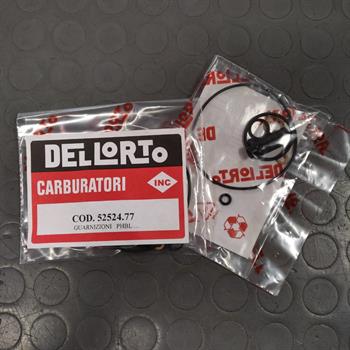 DELLORTO
CARBURATORI
INC
COD. 52524.77
GUARNIZIONI PHBL
DELLORTO